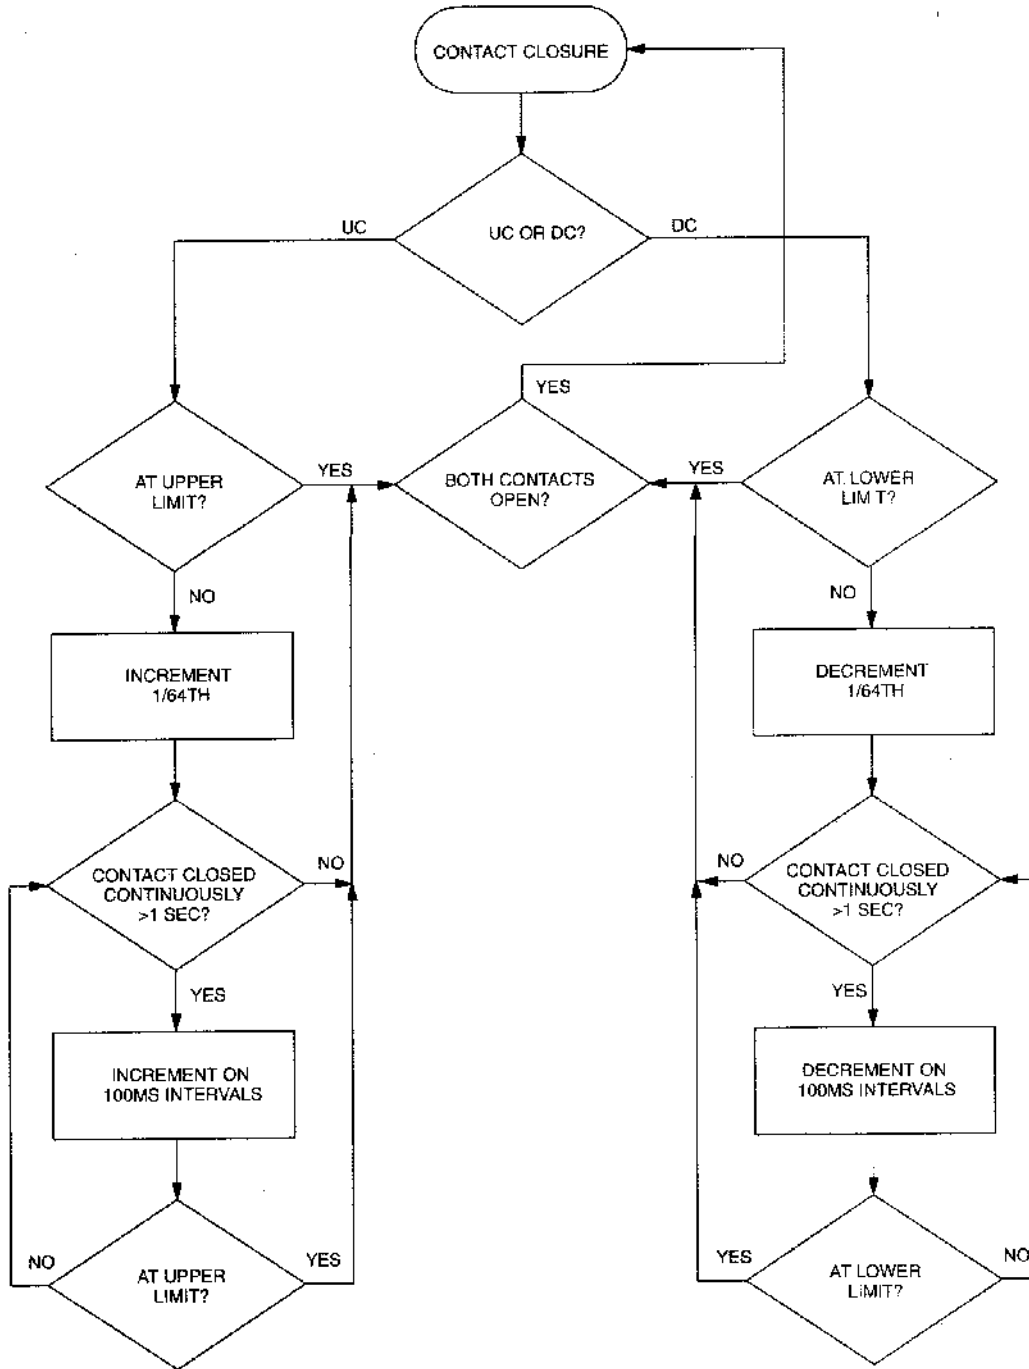 CONTACT CLOSURE
UC OR DC?
UC
DC
YES
AT UPPER
LIMIT?
YES
BOTH CONTACTS
OPEN?
YES
AT LOWER
LIMIT?
NO
NO
INCREMENT
1/64TH
DECREMENT
1/64TH
CONTACT CLOSED
CONTINUOUSLY
>1 SEC?
NO
NO
CONTACT CLOSED
CONTINUOUSLY
>1 SEC?
YES
YES
INCREMENT ON
100MS INTERVALS
DECREMENT ON
100MS INTERVALS
NO
AT UPPER
LIMIT?
YES
YES
AT LOWER
LIMIT?
NO